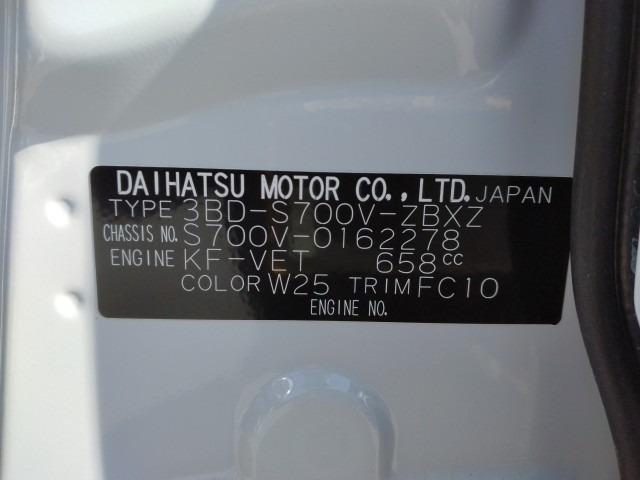 DAIHATSU MOTOR CO.,LTD. JAPAN
TYPE 3BD-S700V-ZBXZ
CHASSIS NO. S700V-0162278
ENGINE KF-VET 658cc
COLOR W25 TRIM FC10
ENGINE NO.